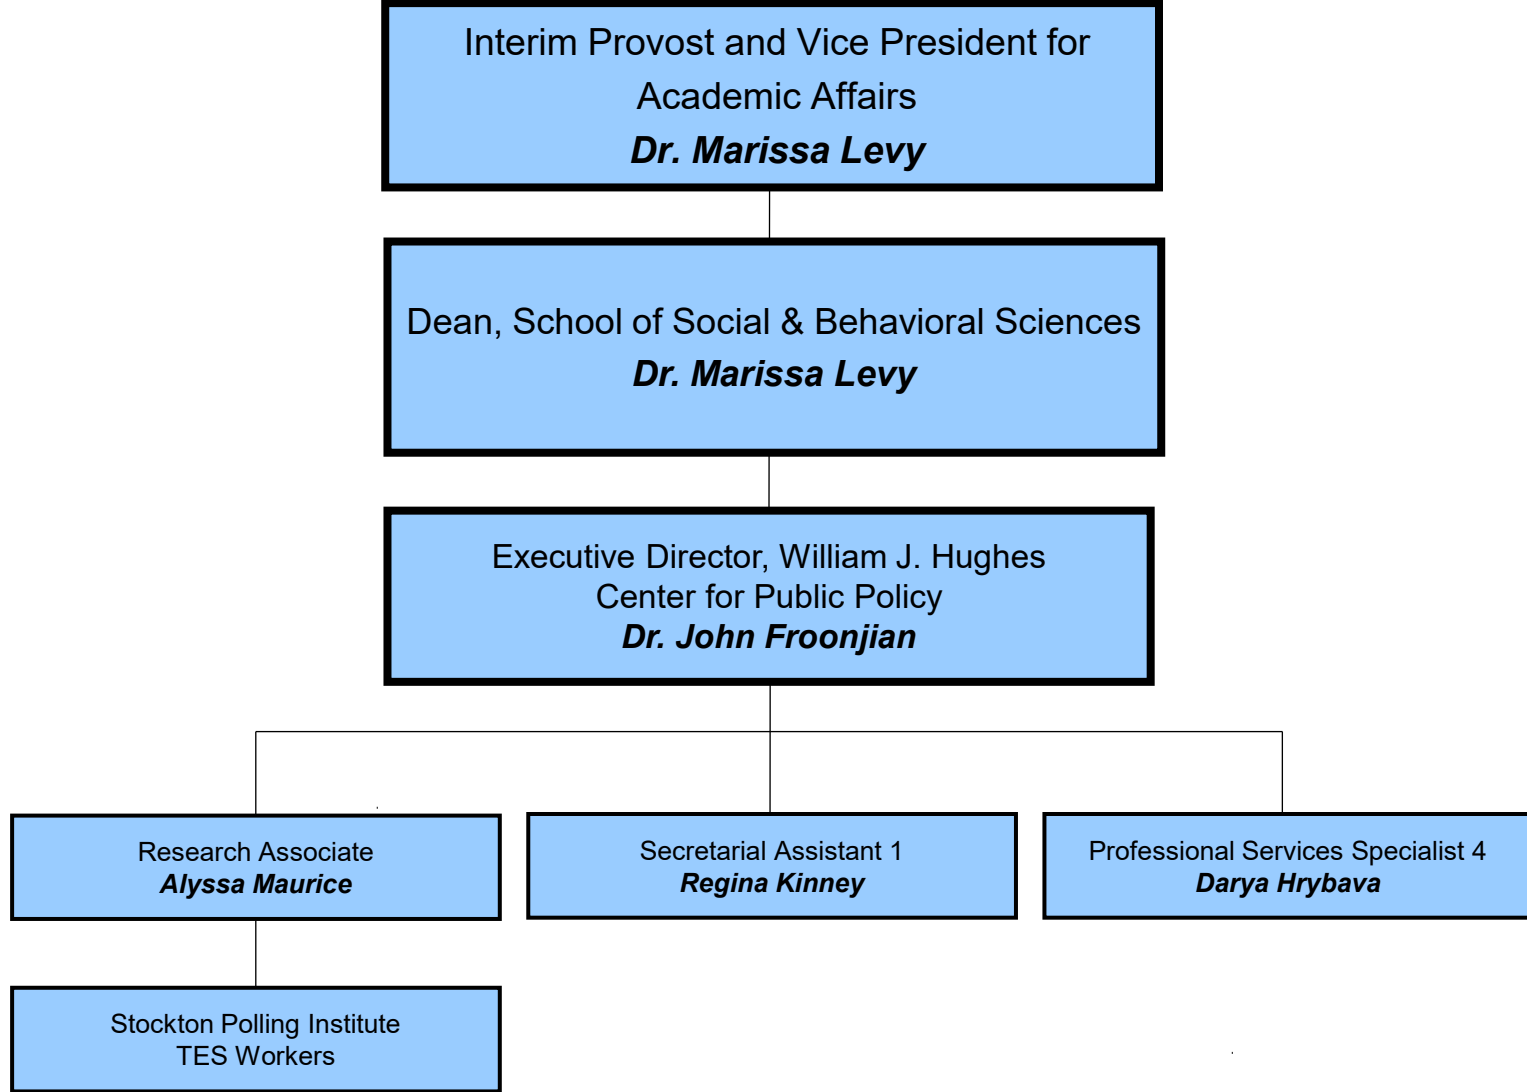 Interim Provost and Vice President for
Academic Affairs
Dr. Marissa Levy
Dean, School of Social & Behavioral Sciences
Dr. Marissa Levy
Executive Director, William J. Hughes
Center for Public Policy
Dr. John Froonjian
Research Associate
Alyssa Maurice
Secretarial Assistant 1
Regina Kinney
Professional Services Specialist 4
Darya Hrybava
Stockton Polling Institute
TES Workers